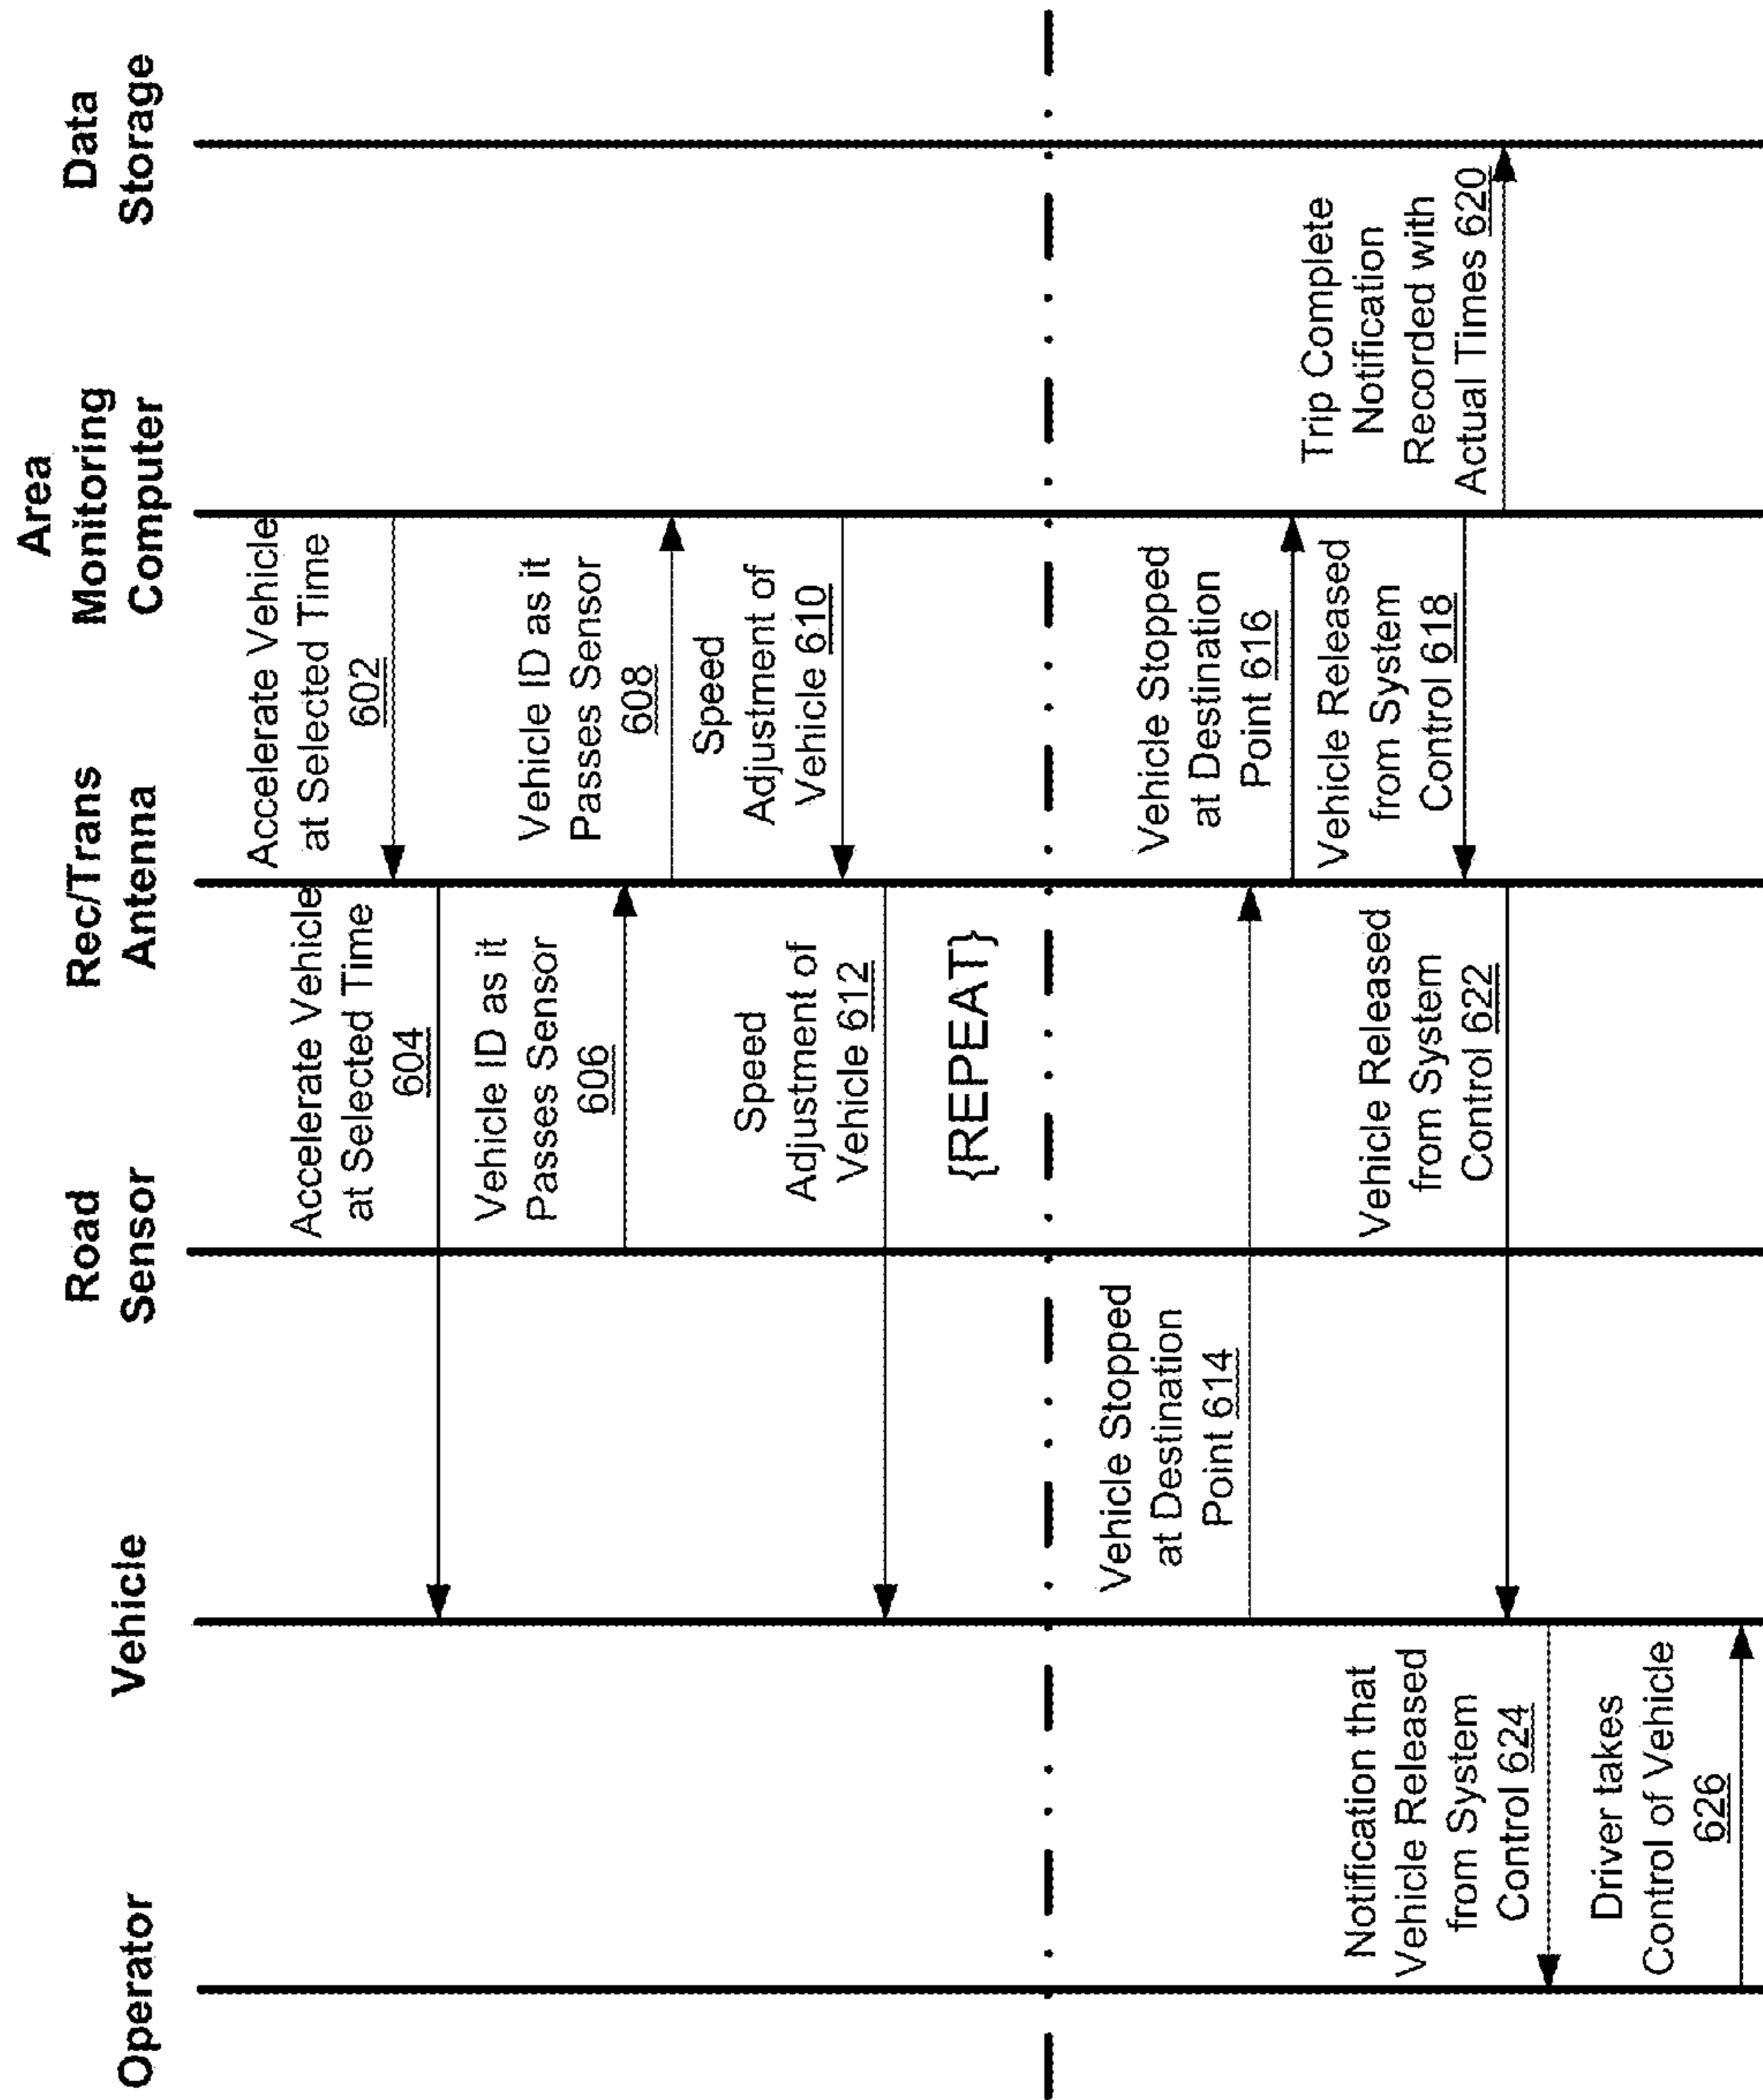 Operator
Vehicle
Road
Sensor
Rec/Trans
Antenna
Area
Monitoring
Computer
Data
Storage
Accelerate Vehicle
at Selected Time
602
Accelerate Vehicle
at Selected Time
604
Vehicle ID as it
Passes Sensor
606
Vehicle ID as it
Passes Sensor
608
Speed
Adjustment of
Vehicle 610
Speed
Adjustment of
Vehicle 612
{REPEAT}
Vehicle Stopped
at Destination
Point 614
Vehicle Stopped
at Destination
Point 616
Vehicle Released
from System
Control 618
Trip Complete
Notification
Recorded with
Actual Times 620
Vehicle Released
from System
Control 622
Notification that
Vehicle Released
from System
Control 624
Driver takes
Control of Vehicle
626